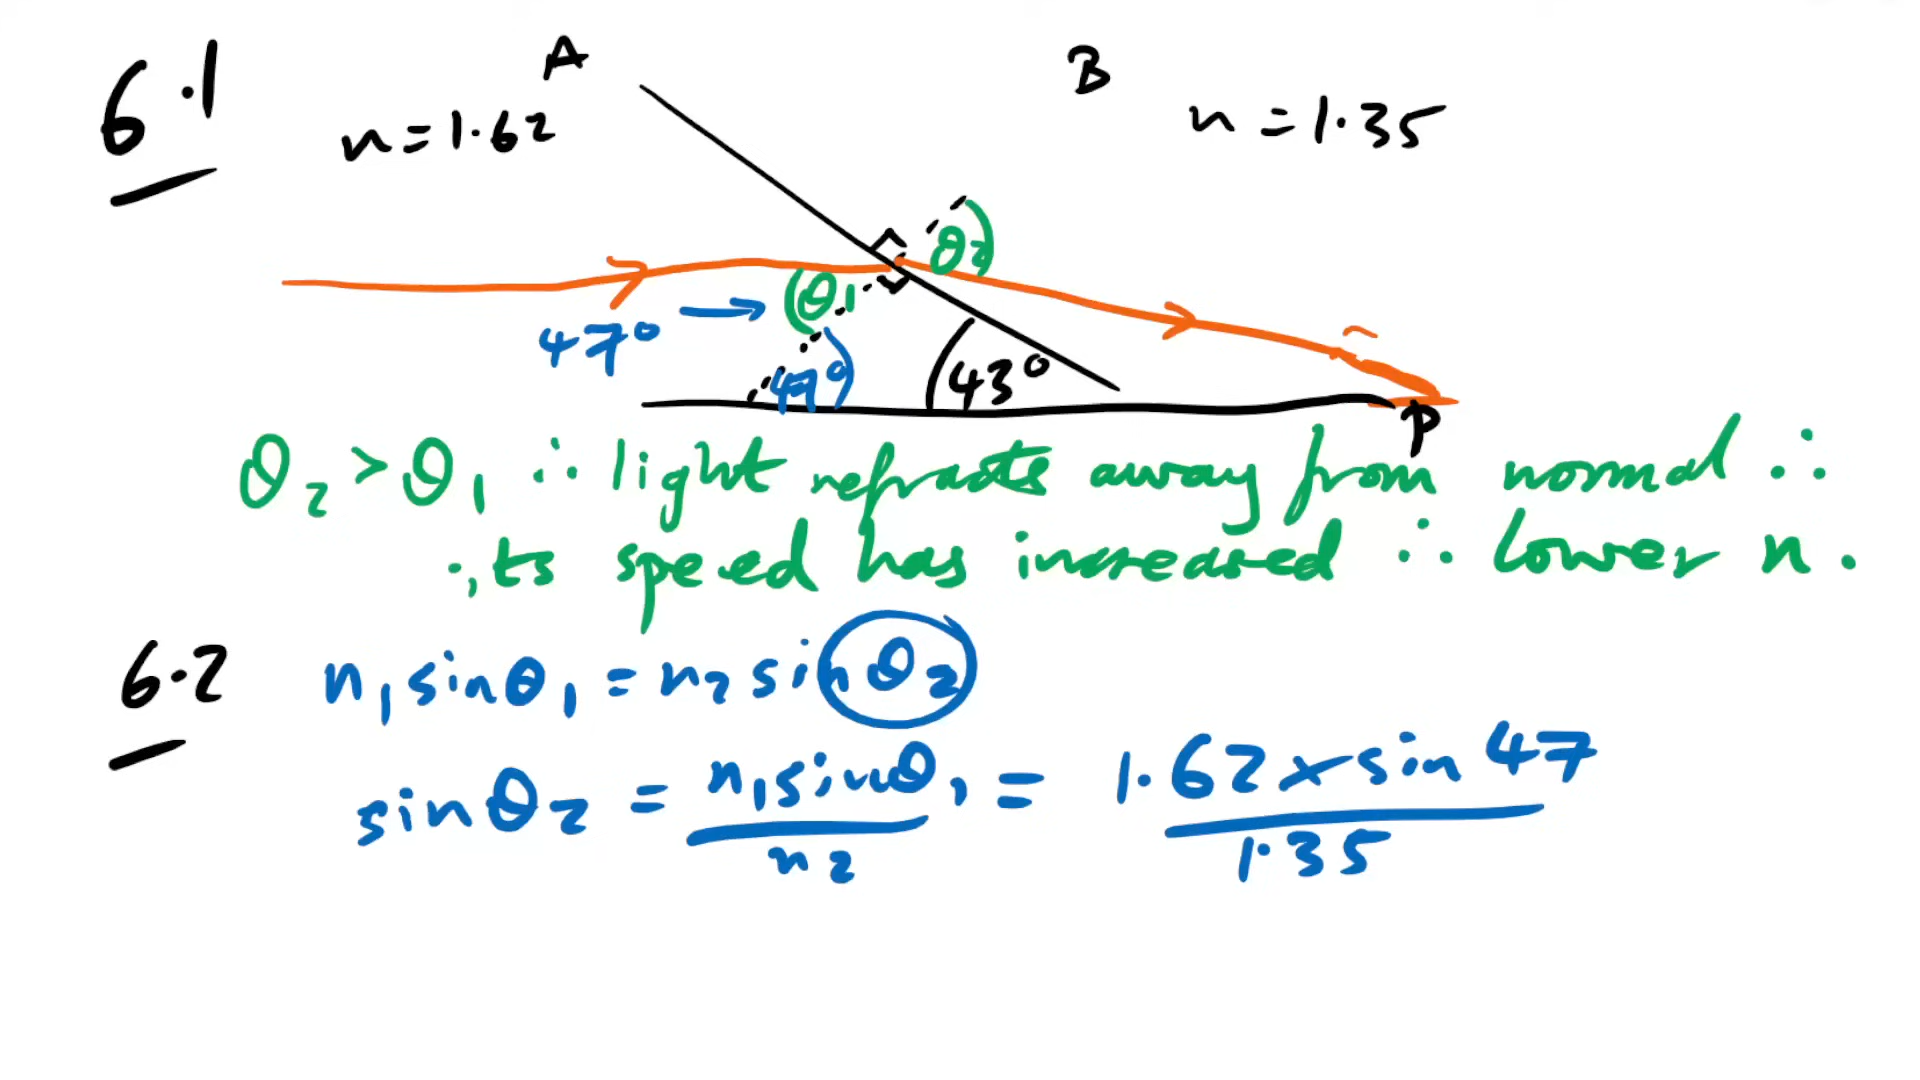 6.1
A
B
n=1.62
n=1.35
θ2
θ1
47°
47°
43°
P
θ2 > θ1 ∴ light refracts away from normal ∴
its speed has increased ∴ lower n.
6.2
n1 sinθ1 = n2 sinθ2
sinθ2 = n1 sinθ1 / n2 = 1.62 × sin 47 / 1.35